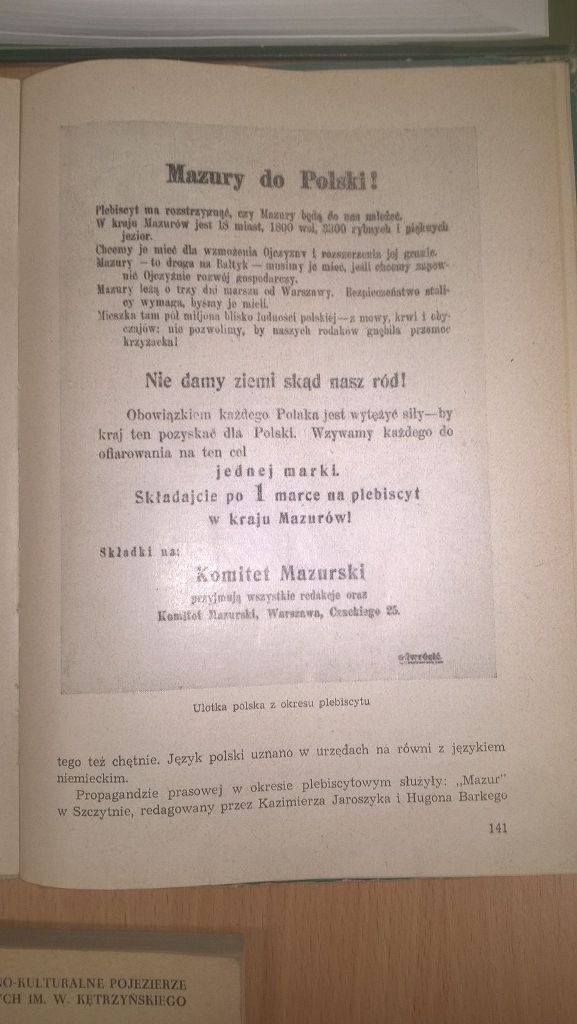 Mazury do Polski!
Plebiscyt ma rozstrzygnąć, czy Mazury będą do nas należeć.
W kraju Mazurów jest 18 miast, 1800 wsi, 3300 rybnych i pięknych
jezior.
Chcemy je mieć dla wzmożenia Ojczyzny i rozszerzenia jej granic.
Mazury — to droga na Bałtyk — musimy je mieć, jeśli chcemy zapew-
nić Ojczyźnie rozwój gospodarczy.
Mazury leżą o trzy dni marszu od Warszawy. Bezpieczeństwo stoli-
cy wymaga, byśmy je mieli.
Mieszka tam pół miljona blisko ludności polskiej—z mowy, krwi i oby-
czajów: nie pozwolimy, by naszych rodaków gnębiła przemoc
krzyżacka!
Nie damy ziemi skąd nasz ród!
Obowiązkiem każdego Polaka jest wytężyć siły—by
kraj ten pozyskać dla Polski. Wzywamy każdego do
ofiarowania na ten cel
jednej marki.
Składajcie po 1 marce na plebiscyt
w kraju Mazurów!
Składki na:
Komitet Mazurski
przyjmują wszystkie redakcje oraz
Komitet Mazurski, Warszawa, Czackiego 25.
odwrócić
Ulotka polska z okresu plebiscytu
tego też chętnie. Język polski uznano w urzędach na równi z językiem
niemieckim.
Propagandzie prasowej w okresie plebiscytowym służyły: „Mazur"
w Szczytnie, redagowany przez Kazimierza Jaroszyka i Hugona Barkego
141
NO-KULTURALNE POJEZIERZE
YCH IM. W. KĘTRZYŃSKIEGO